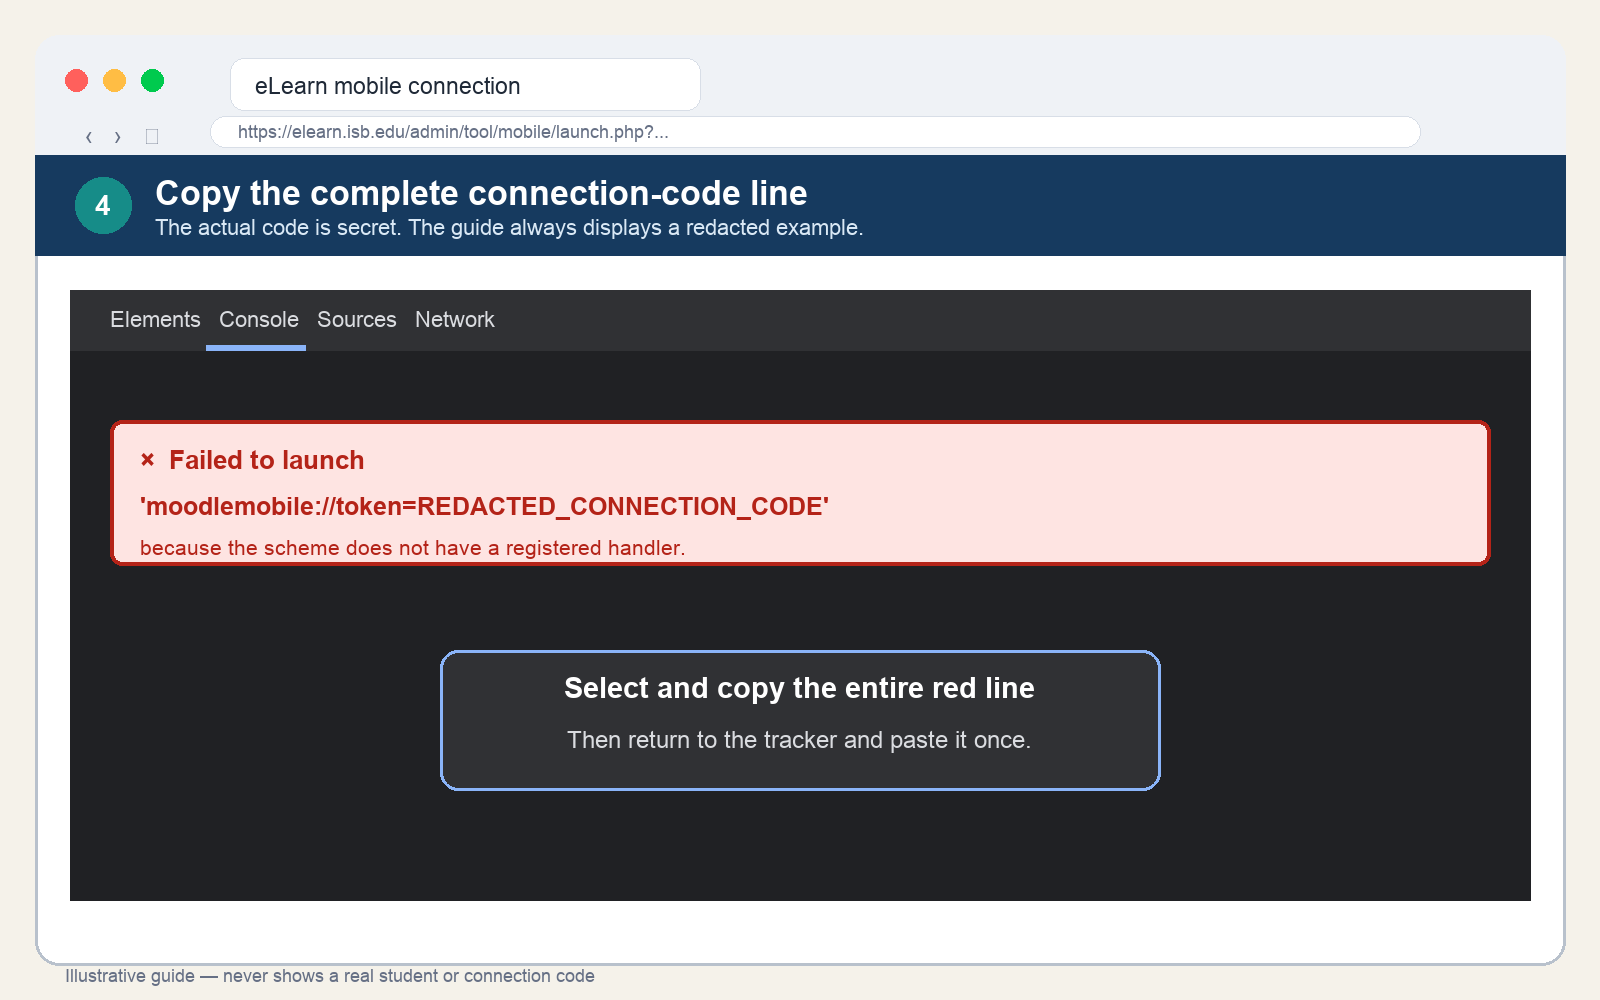 eLearn mobile connection
‹ ›
https://elearn.isb.edu/admin/tool/mobile/launch.php?...
4
Copy the complete connection-code line
The actual code is secret. The guide always displays a redacted example.
Elements Console Sources Network
× Failed to launch
'moodlemobile://token=REDACTED_CONNECTION_CODE'
because the scheme does not have a registered handler.
Select and copy the entire red line
Then return to the tracker and paste it once.
Illustrative guide — never shows a real student or connection code